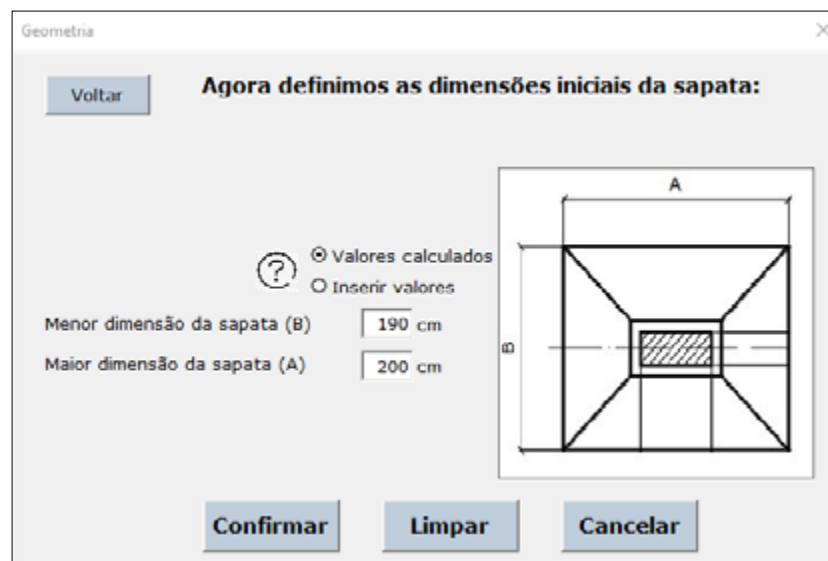 Geometria
Voltar
Agora definimos as dimensões iniciais da sapata:
A
Valores calculados
?
Inserir valores
Menor dimensão da sapata (B) 190 cm
B
Maior dimensão da sapata (A) 200 cm
Confirmar
Limpar
Cancelar